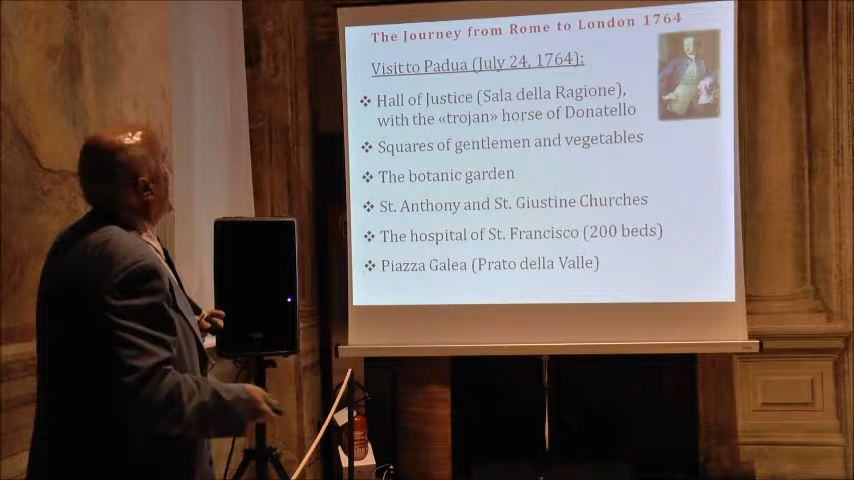 The Journey from Rome to London 1764
Visit to Padua (July 24, 1764):
Hall of Justice (Sala della Ragione),
with the «trojan» horse of Donatello
Squares of gentlemen and vegetables
The botanic garden
St. Anthony and St. Giustine Churches
The hospital of St. Francisco (200 beds)
Piazza Galea (Prato della Valle)